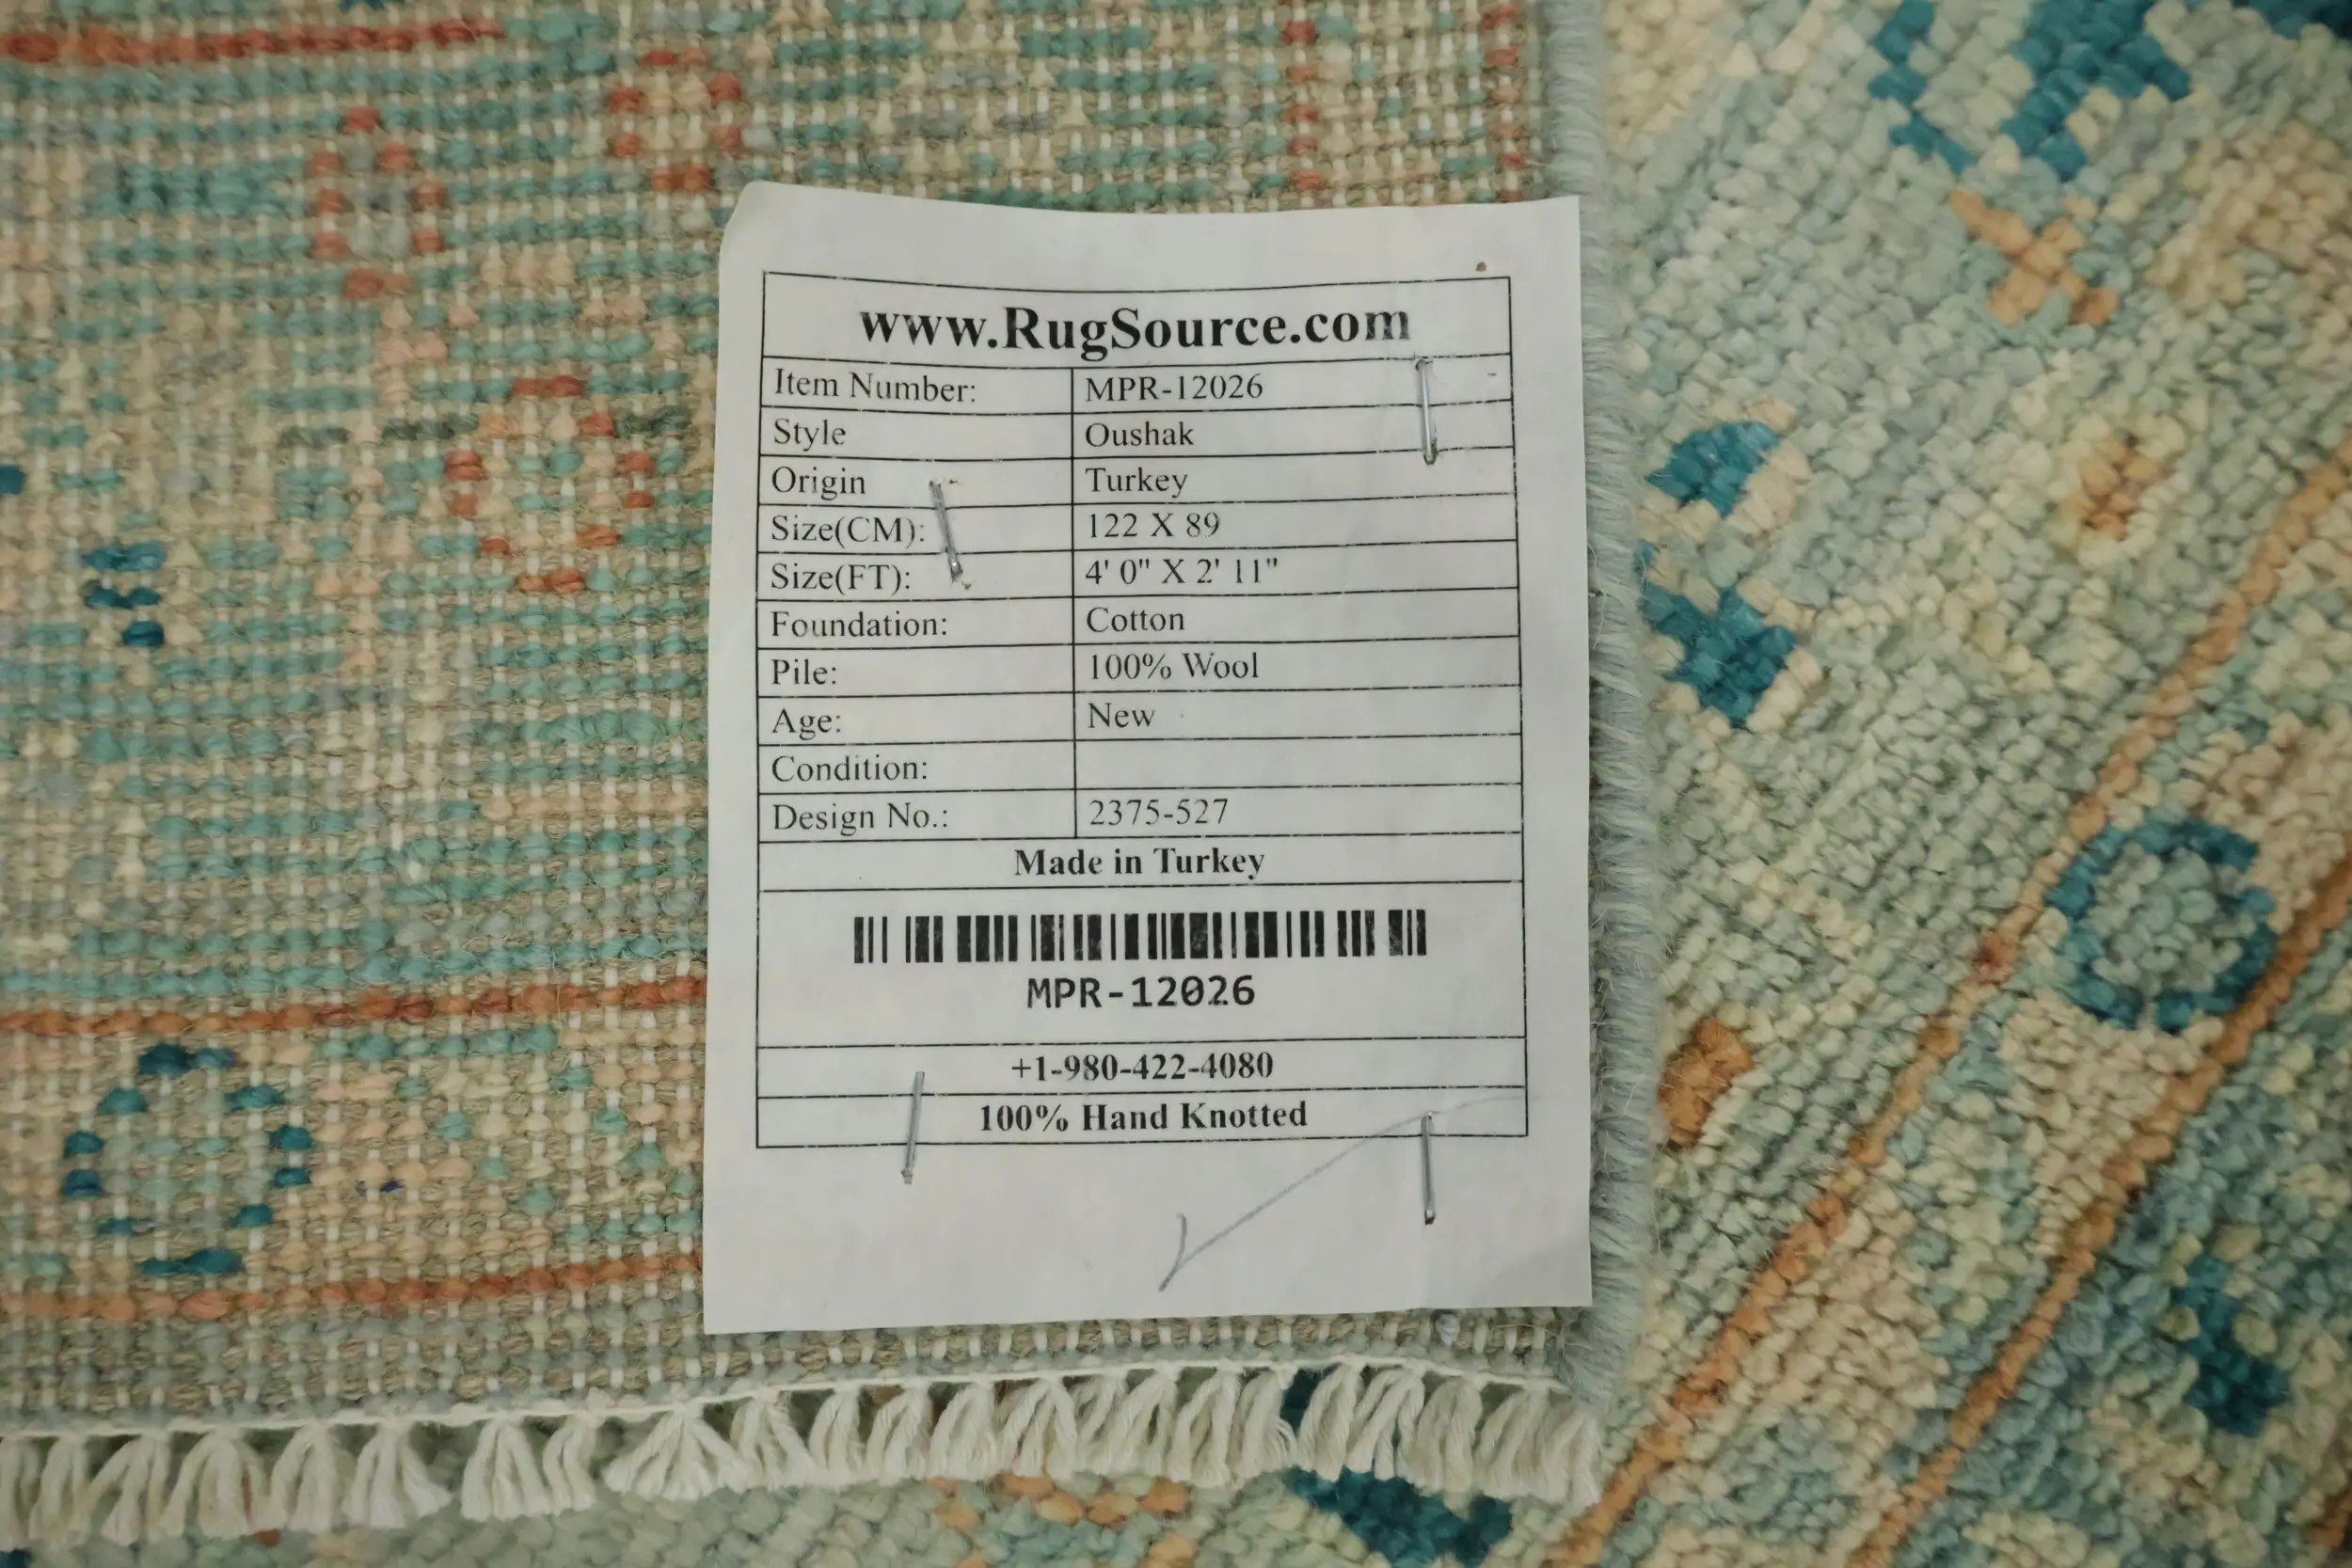 www.RugSource.com
Item Number: MPR-12026
Style Oushak
Origin Turkey
Size(CM): 122 X 89
Size(FT): 4' 0" X 2' 11"
Foundation: Cotton
Pile: 100% Wool
Age: New
Condition:
Design No.: 2375-527
Made in Turkey
MPR-12026
+1-980-422-4080
100% Hand Knotted